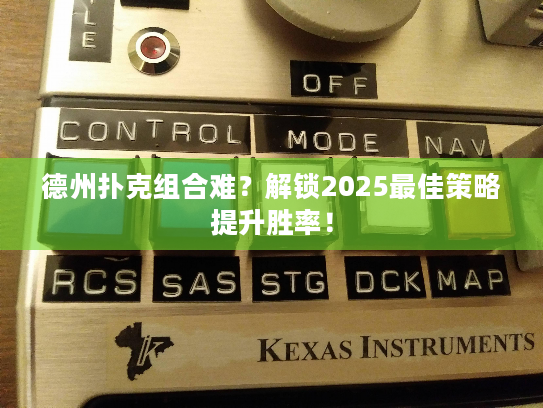 YLE
OFF
CONTROL MODE NAV
德州扑克组合难？解锁2025最佳策略
提升胜率！
RCS SAS STG DCK MAP
KEXAS INSTRUMENTS